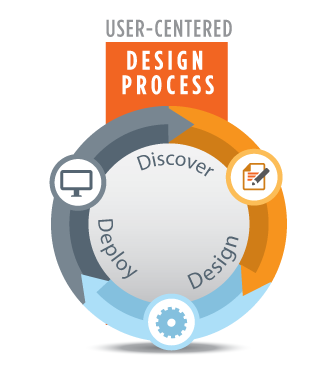 USER-CENTERED
DESIGN
PROCESS
Discover
Design
Deploy